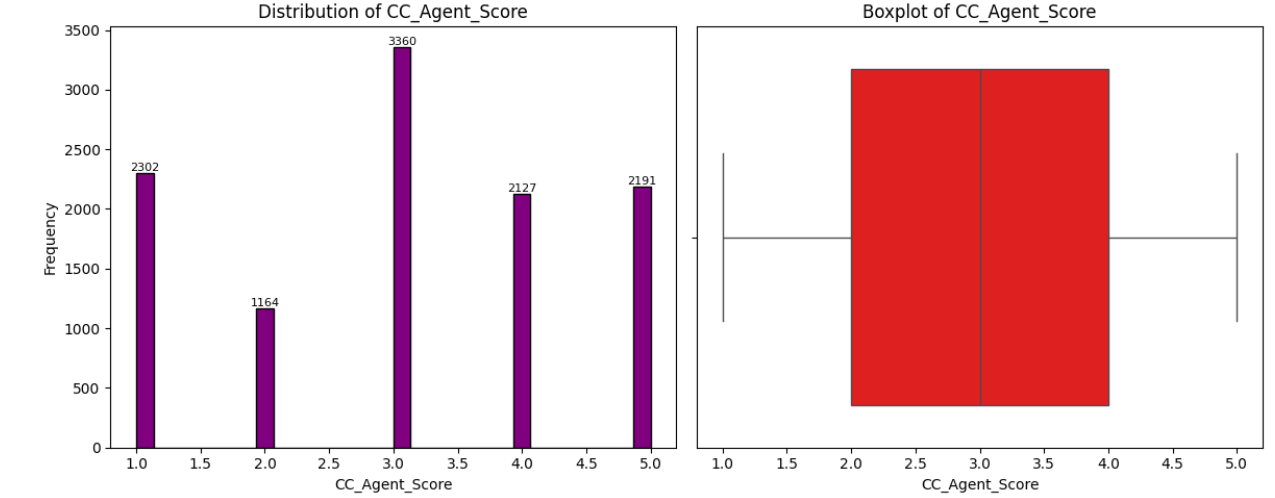 Distribution of CC_Agent_Score
Frequency
3500
3000
2500
2000
1500
1000
500
0
2302
1164
3360
2127
2191
1.0 1.5 2.0 2.5 3.0 3.5 4.0 4.5 5.0
CC_Agent_Score
Boxplot of CC_Agent_Score
1.0 1.5 2.0 2.5 3.0 3.5 4.0 4.5 5.0
CC_Agent_Score